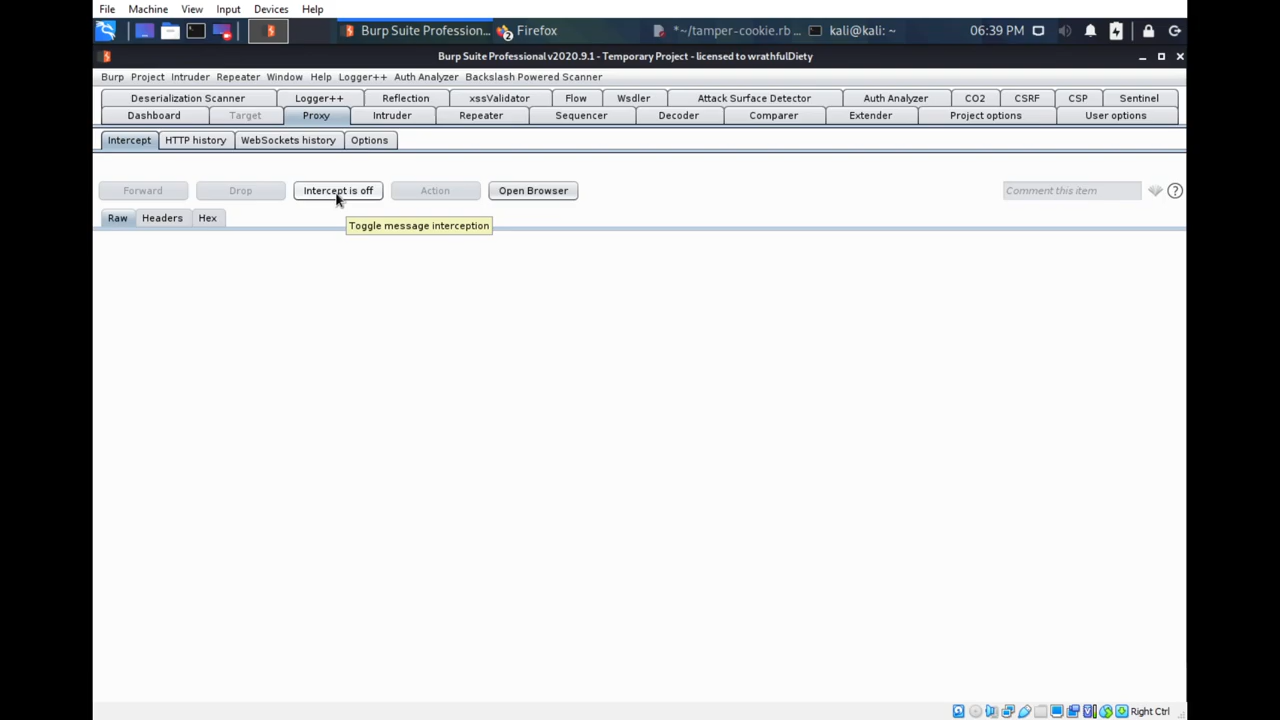 File Machine View Input Devices Help
Burp Suite Profession... 2 Firefox *~/tamper-cookie.rb ... kali@kali: ~ 06:39 PM
Burp Suite Professional v2020.9.1 - Temporary Project - licensed to wrathfulDiety
Burp Project Intruder Repeater Window Help Logger++ Auth Analyzer Backslash Powered Scanner
Deserialization Scanner Logger++ Reflection xssValidator Flow Wsdler Attack Surface Detector Auth Analyzer CO2 CSRF CSP Sentinel
Dashboard Target Proxy Intruder Repeater Sequencer Decoder Comparer Extender Project options User options
Intercept HTTP history WebSockets history Options
Forward Drop Intercept is off Action Open Browser Comment this item ?
Raw Headers Hex
Toggle message interception
Right Ctrl